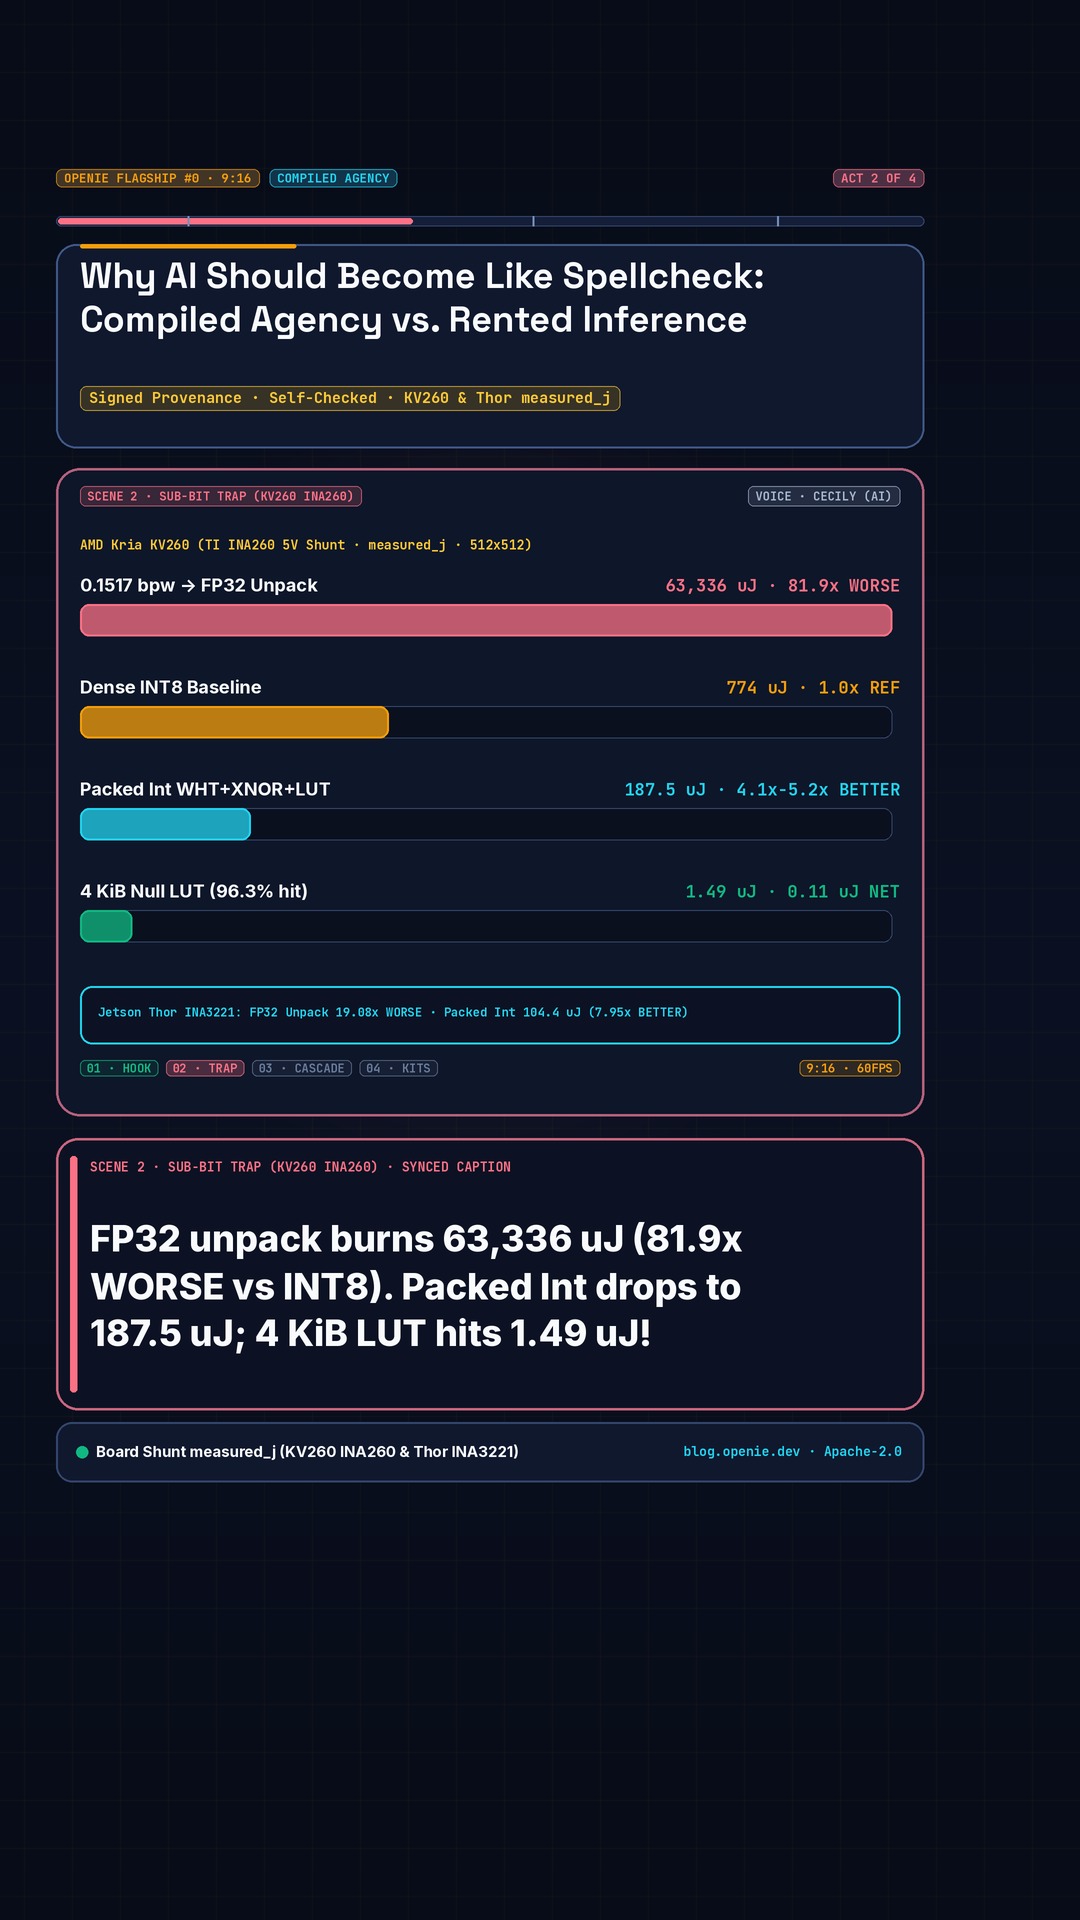 OPENIE FLAGSHIP #0 · 9:16
COMPILED AGENCY
ACT 2 OF 4
Why AI Should Become Like Spellcheck:
Compiled Agency vs. Rented Inference
Signed Provenance · Self-Checked · KV260 & Thor measured_j
SCENE 2 · SUB-BIT TRAP (KV260 INA260)
VOICE · CECILY (AI)
AMD Kria KV260 (TI INA260 5V Shunt · measured_j · 512x512)
0.1517 bpw → FP32 Unpack
63,336 uJ · 81.9x WORSE
Dense INT8 Baseline
774 uJ · 1.0x REF
Packed Int WHT+XNOR+LUT
187.5 uJ · 4.1x-5.2x BETTER
4 KiB Null LUT (96.3% hit)
1.49 uJ · 0.11 uJ NET
Jetson Thor INA3221: FP32 Unpack 19.08x WORSE · Packed Int 104.4 uJ (7.95x BETTER)
01 · HOOK
02 · TRAP
03 · CASCADE
04 · KITS
9:16 · 60FPS
SCENE 2 · SUB-BIT TRAP (KV260 INA260) · SYNCED CAPTION
FP32 unpack burns 63,336 uJ (81.9x
WORSE vs INT8). Packed Int drops to
187.5 uJ; 4 KiB LUT hits 1.49 uJ!
Board Shunt measured_j (KV260 INA260 & Thor INA3221)
blog.openie.dev · Apache-2.0